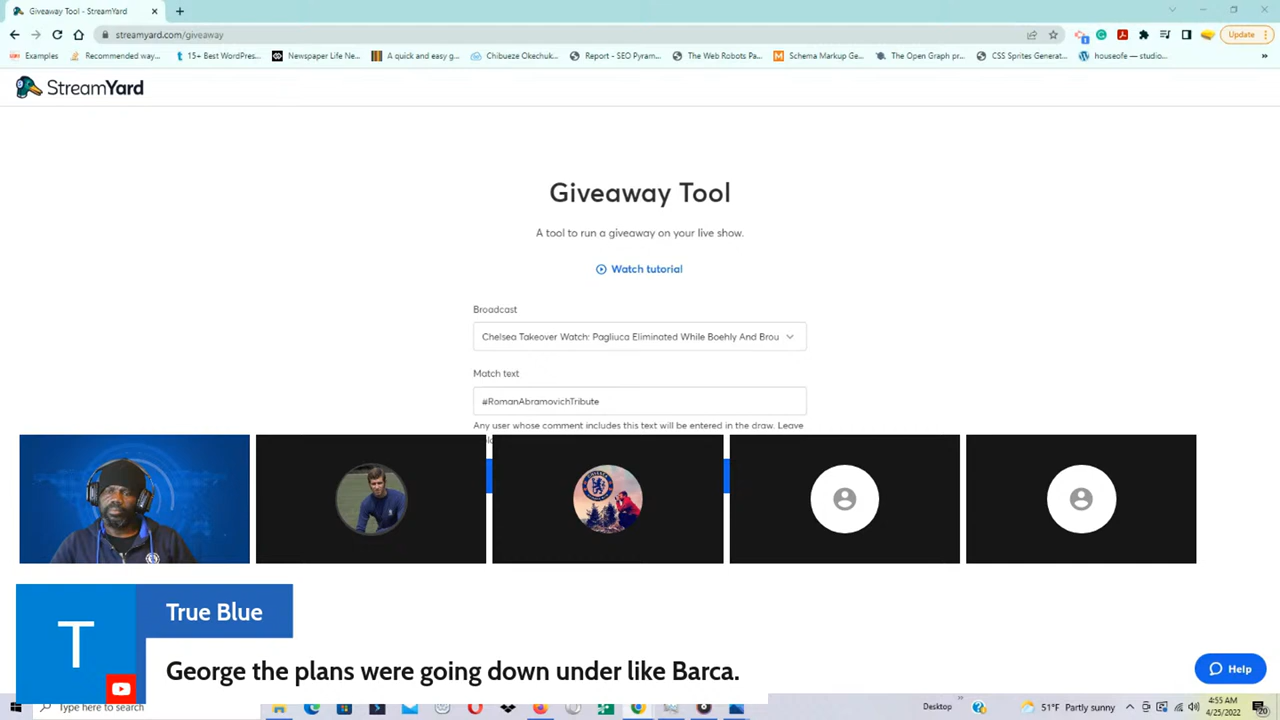 Giveaway Tool - StreamYard
streamyard.com/giveaway
Update
Examples
Recommended way...
15+ Best WordPress...
Newspaper Life Ne...
A quick and easy g...
Chibueze Okechuk...
Report - SEO Pyram...
The Web Robots Pa...
Schema Markup Ge...
The Open Graph pr...
CSS Sprites Generat...
houseofe — studio...
StreamYard
Giveaway Tool
A tool to run a giveaway on your live show.
Watch tutorial
Broadcast
Chelsea Takeover Watch: Pagliuca Eliminated While Boehly And Brou
Match text
#RomanAbramovichTribute
Any user whose comment includes this text will be entered in the draw. Leave
T
True Blue
George the plans were going down under like Barca.
Help
Type here to search
Desktop
51°F Partly sunny
4:55 AM
4/25/2022
20